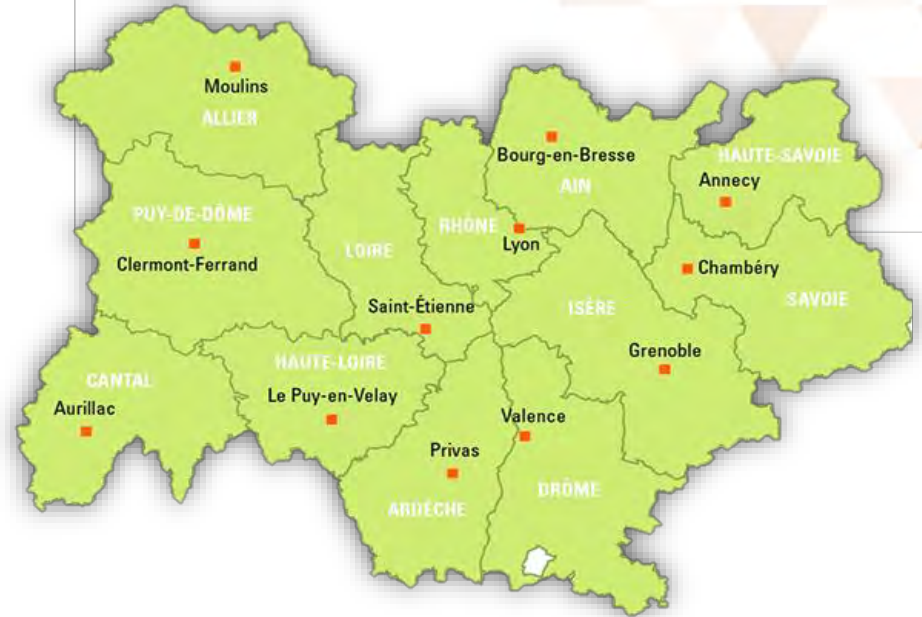 Moulins
ALLIER
Bourg-en-Bresse
AIN
HAUTE-SAVOIE
Annecy
PUY-DE-DÔME
Clermont-Ferrand
LOIRE
RHÔNE
Lyon
Chambéry
SAVOIE
Saint-Étienne
ISÈRE
Grenoble
CANTAL
Aurillac
HAUTE-LOIRE
Le Puy-en-Velay
Valence
Privas
ARDÈCHE
DRÔME